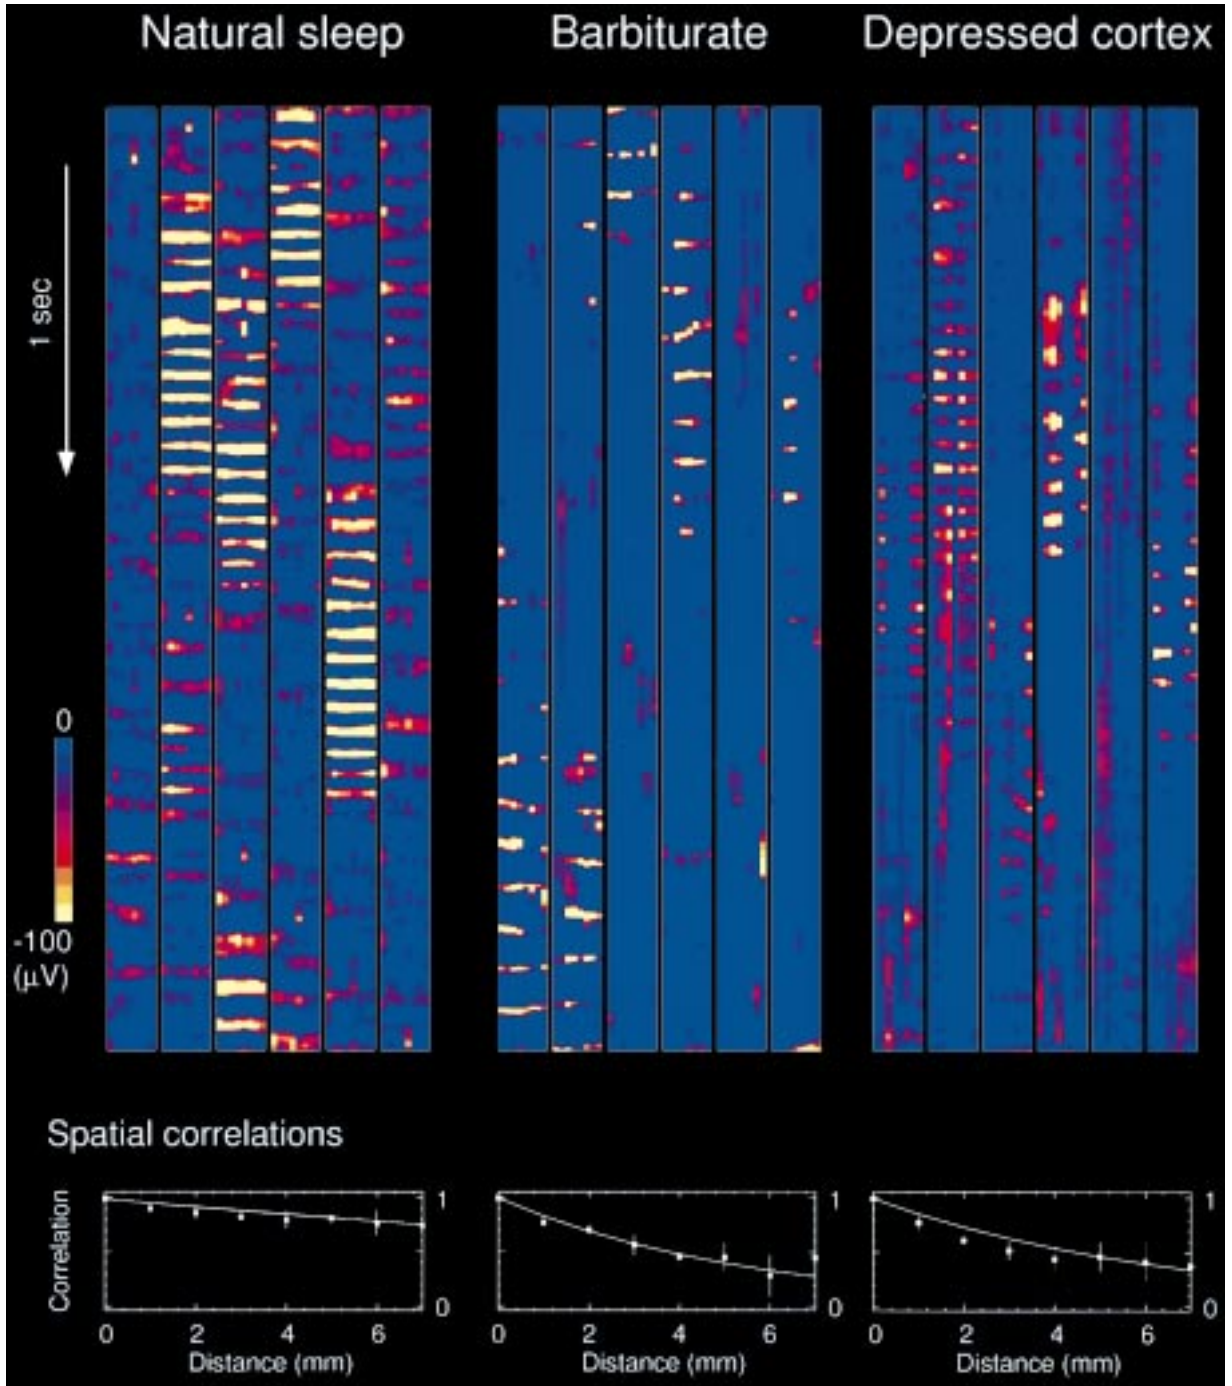 Natural sleep
Barbiturate
Depressed cortex
1 sec
0
-100
(μV)
Spatial correlations
Correlation
1
0
0 2 4 6
Distance (mm)
1
0
0 2 4 6
Distance (mm)
1
0
0 2 4 6
Distance (mm)